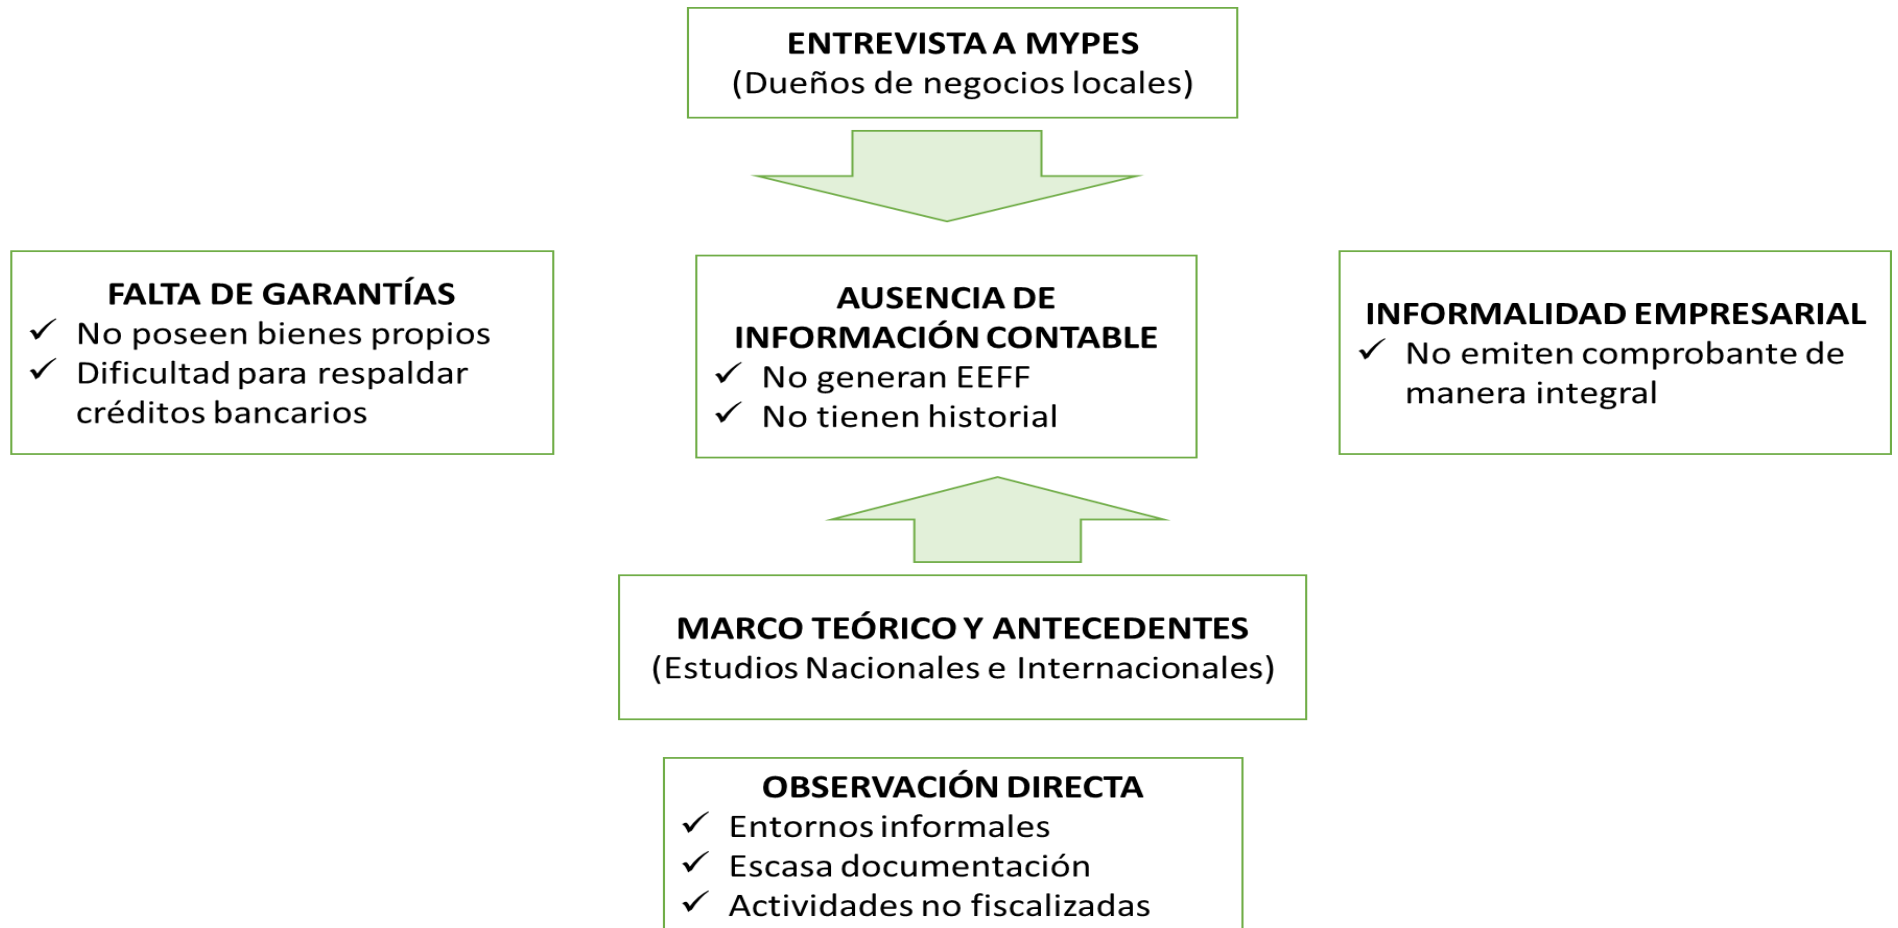 ENTREVISTA A MYPES
(Dueños de negocios locales)
FALTA DE GARANTÍAS
✓ No poseen bienes propios
✓ Dificultad para respaldar
créditos bancarios
AUSENCIA DE
INFORMACIÓN CONTABLE
✓ No generan EEFF
✓ No tienen historial
INFORMALIDAD EMPRESARIAL
✓ No emiten comprobante de
manera integral
MARCO TEÓRICO Y ANTECEDENTES
(Estudios Nacionales e Internacionales)
OBSERVACIÓN DIRECTA
✓ Entornos informales
✓ Escasa documentación
✓ Actividades no fiscalizadas